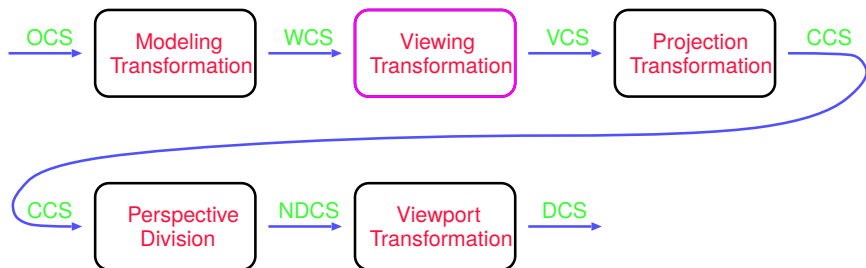 OCS
Modeling
Transformation
WCS
Viewing
Transformation
VCS
Projection
Transformation
CCS
CCS
Perspective
Division
NDCS
Viewport
Transformation
DCS